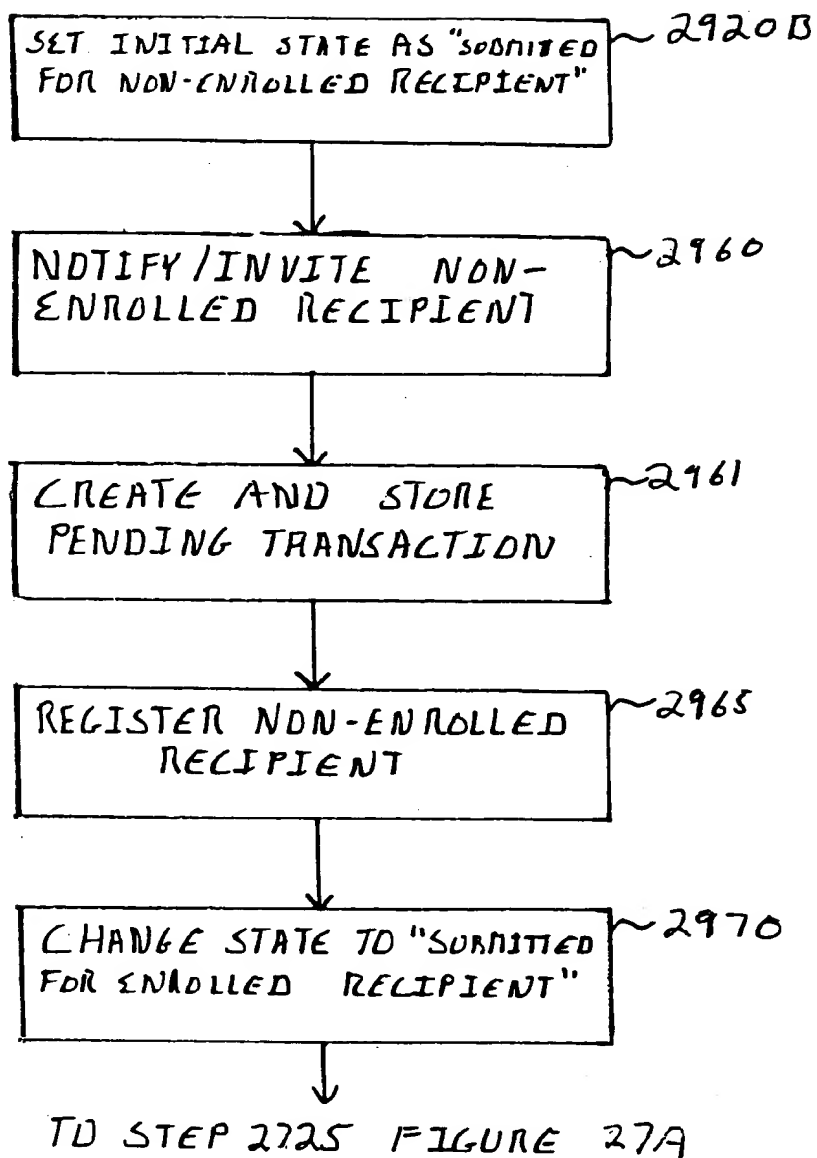 SET INITIAL STATE AS "SUBMITED
FOR NON-ENROLLED RECIPIENT"
2920B
NOTIFY/INVITE NON-
ENROLLED RECIPIENT
2960
CREATE AND STORE
PENDING TRANSACTION
2961
REGISTER NON-ENROLLED
RECIPIENT
2965
CHANGE STATE TO "SUBMITTED
FOR ENROLLED RECIPIENT"
2970
TO STEP 2725 FIGURE 27A